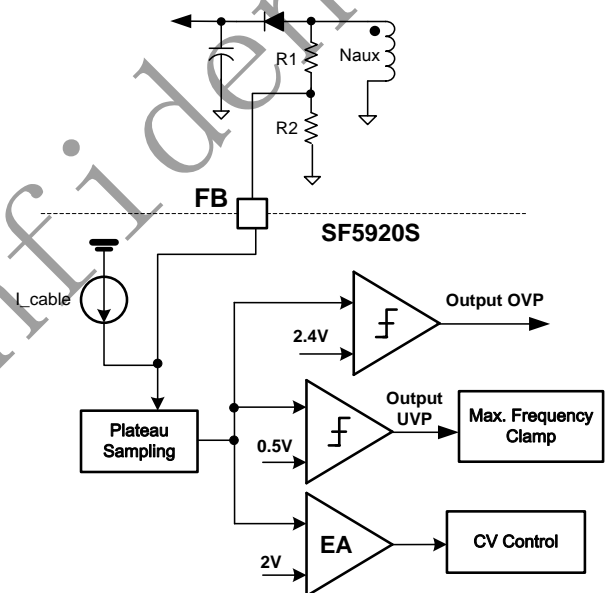 R1
Naux
R2
FB
SF5920S
I_cable
Output OVP
2.4V
Output
UVP
Max. Frequency
Clamp
Plateau
Sampling
0.5V
EA
CV Control
2V